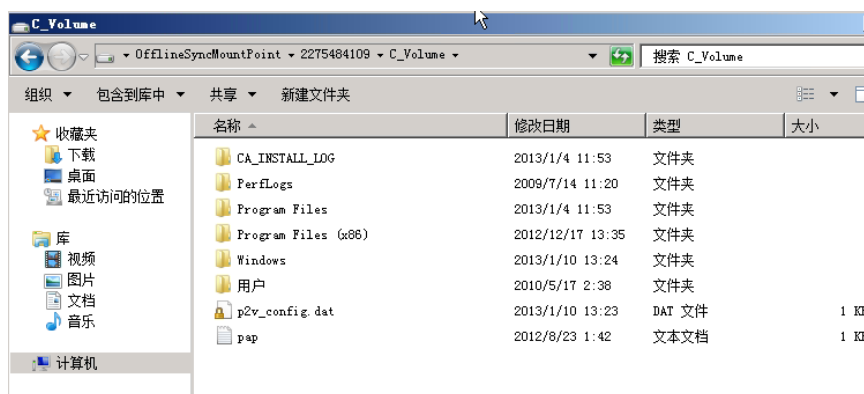 C_Volume
OfflineSyncMountPoint 2275484109 C_Volume 搜索 C_Volume
组织 包含到库中 共享 新建文件夹
收藏夹
下载
桌面
最近访问的位置
库
视频
图片
文档
音乐
计算机
名称 修改日期 类型 大小
CA_INSTALL_LOG 2013/1/4 11:53 文件夹
PerfLogs 2009/7/14 11:20 文件夹
Program Files 2013/1/4 11:53 文件夹
Program Files (x86) 2012/12/17 13:35 文件夹
Windows 2013/1/10 13:24 文件夹
用户 2010/5/17 2:38 文件夹
p2v_config.dat 2013/1/10 13:23 DAT 文件 1
pap 2012/8/23 1:42 文本文档 1